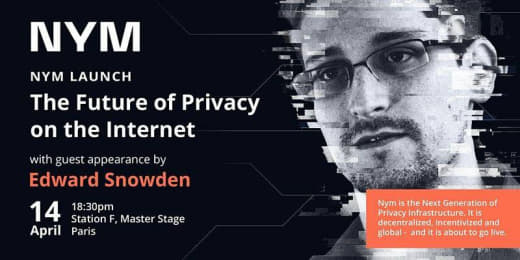 NYM
NYM LAUNCH
The Future of Privacy
on the Internet
with guest appearance by
Edward Snowden
14
April
18:30pm
Station F, Master Stage
Paris
Nym is the Next Generation of
Privacy Infrastructure. It is
decentralized, incentivized and
global - and it is about to go live.